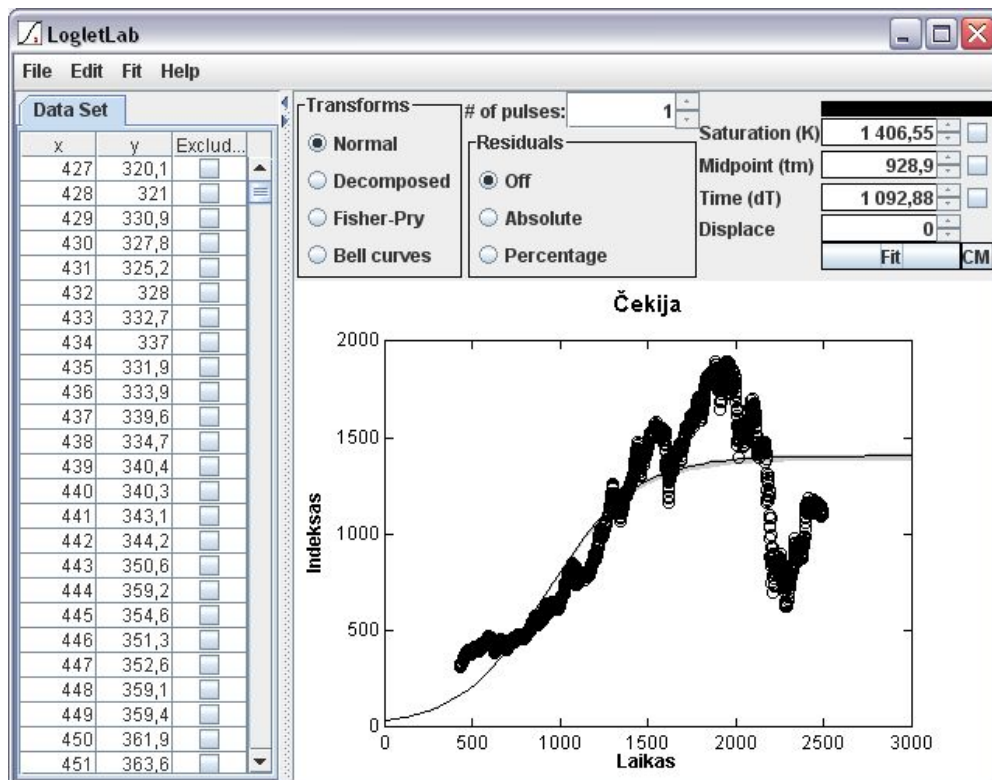 LogletLab
File Edit Fit Help
Data Set
x y Exclud...
427 320,1
428 321
429 330,9
430 327,8
431 325,2
432 328
433 332,7
434 337
435 331,9
436 333,9
437 339,6
438 334,7
439 340,4
440 340,3
441 343,1
442 344,2
443 350,6
444 359,2
445 354,6
446 351,3
447 352,6
448 359,1
449 359,4
450 361,9
451 363,6
Transforms
Normal
Decomposed
Fisher-Pry
Bell curves
# of pulses: 1
Residuals
Off
Absolute
Percentage
Saturation (K) 1 406,55
Midpoint (tm) 928,9
Time (dT) 1 092,88
Displace 0
Fit CM
Čekija
2000
1500
1000
500
0
Indeksas
0 500 1000 1500 2000 2500 3000
Laikas